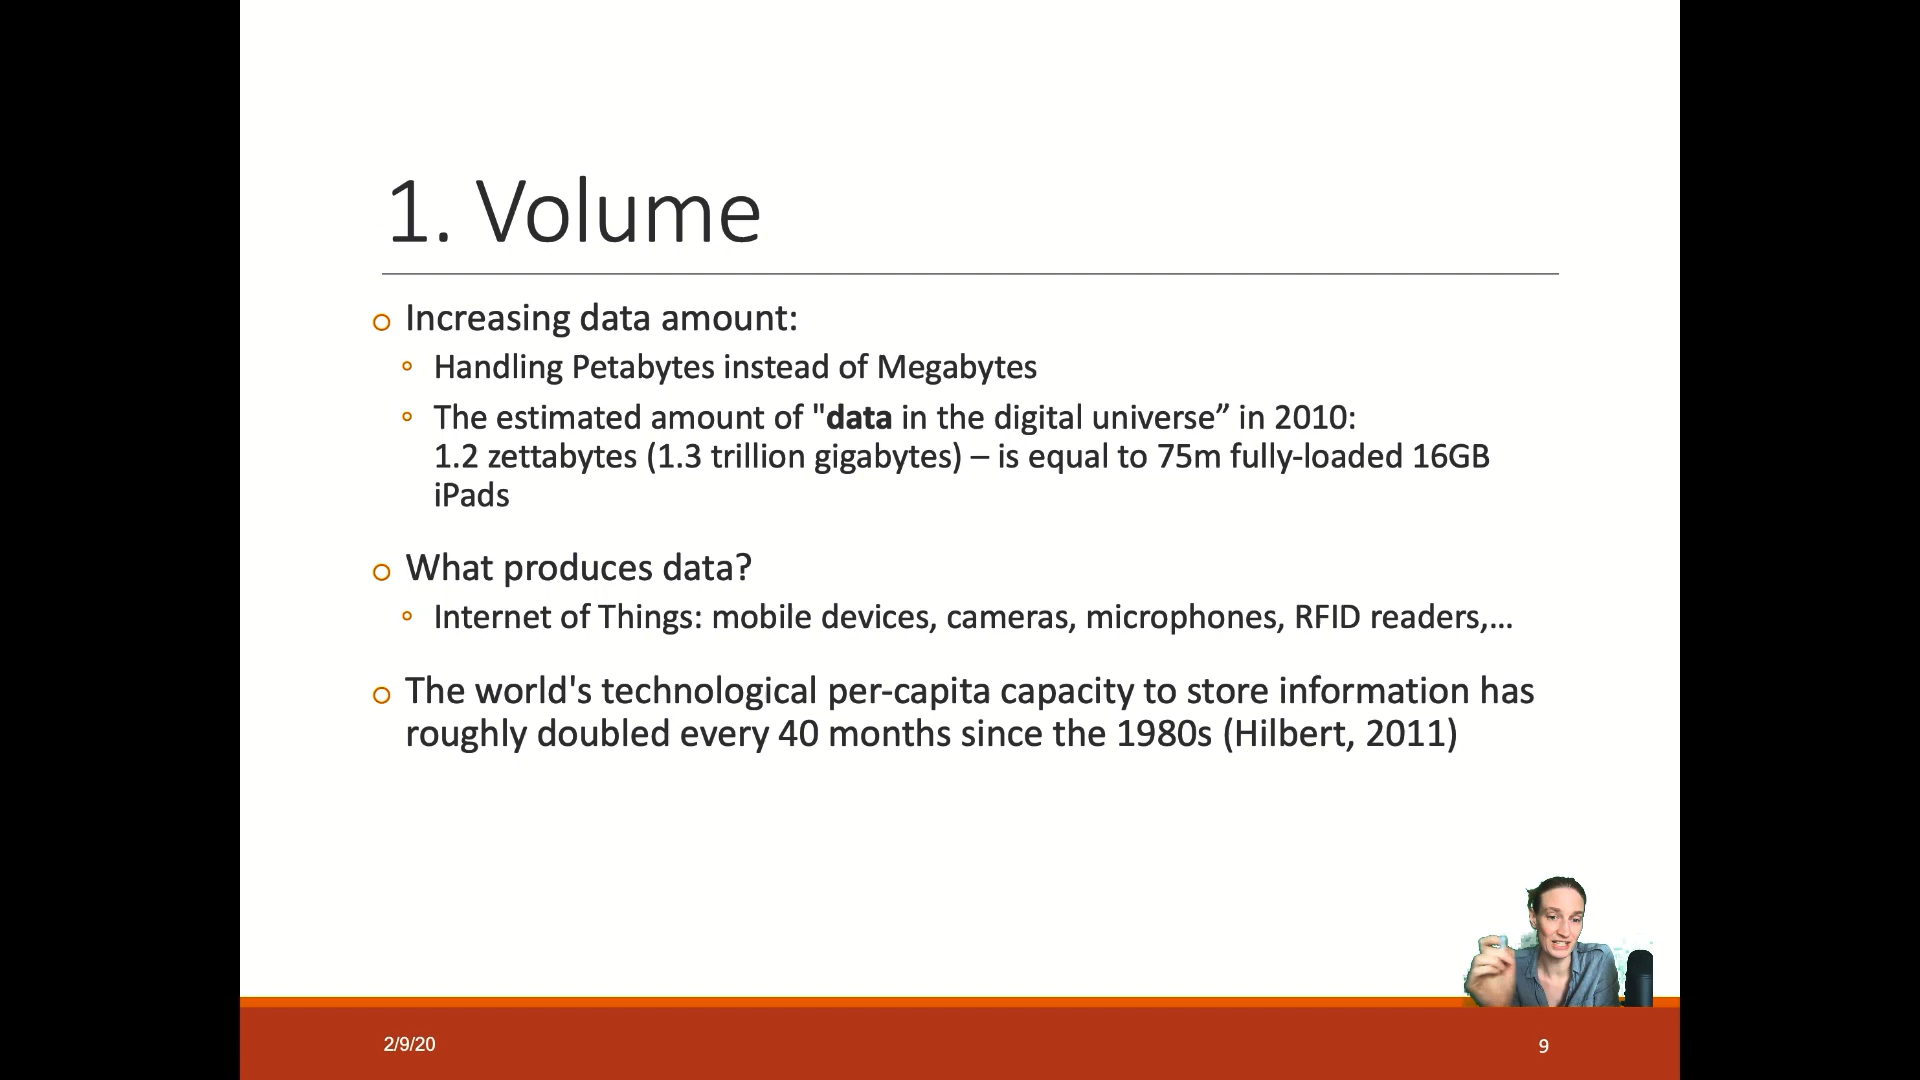 1. Volume
Increasing data amount:
Handling Petabytes instead of Megabytes
The estimated amount of "data in the digital universe” in 2010:
1.2 zettabytes (1.3 trillion gigabytes) – is equal to 75m fully-loaded 16GB
iPads
What produces data?
Internet of Things: mobile devices, cameras, microphones, RFID readers,...
The world's technological per-capita capacity to store information has
roughly doubled every 40 months since the 1980s (Hilbert, 2011)
2/9/20
9